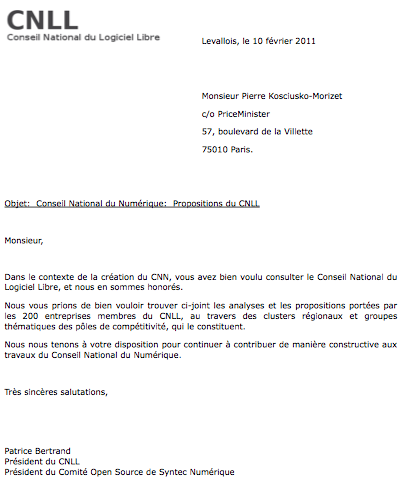 CNLL
Conseil National du Logiciel Libre
Levallois, le 10 février 2011
Monsieur Pierre Kosciusko-Morizet
c/o PriceMinister
57, boulevard de la Villette
75010 Paris.
Objet: Conseil National du Numérique: Propositions du CNLL
Monsieur,
Dans le contexte de la création du CNN, vous avez bien voulu consulter le Conseil National du
Logiciel Libre, et nous en sommes honorés.
Nous vous prions de bien vouloir trouver ci-joint les analyses et les propositions portées par
les 200 entreprises membres du CNLL, au travers des clusters régionaux et groupes
thématiques des pôles de compétitivité, qui le constituent.
Nous nous tenons à votre disposition pour continuer à contribuer de manière constructive aux
travaux du Conseil National du Numérique.
Très sincères salutations,
Patrice Bertrand
Président du CNLL
Président du Comité Open Source de Syntec Numérique